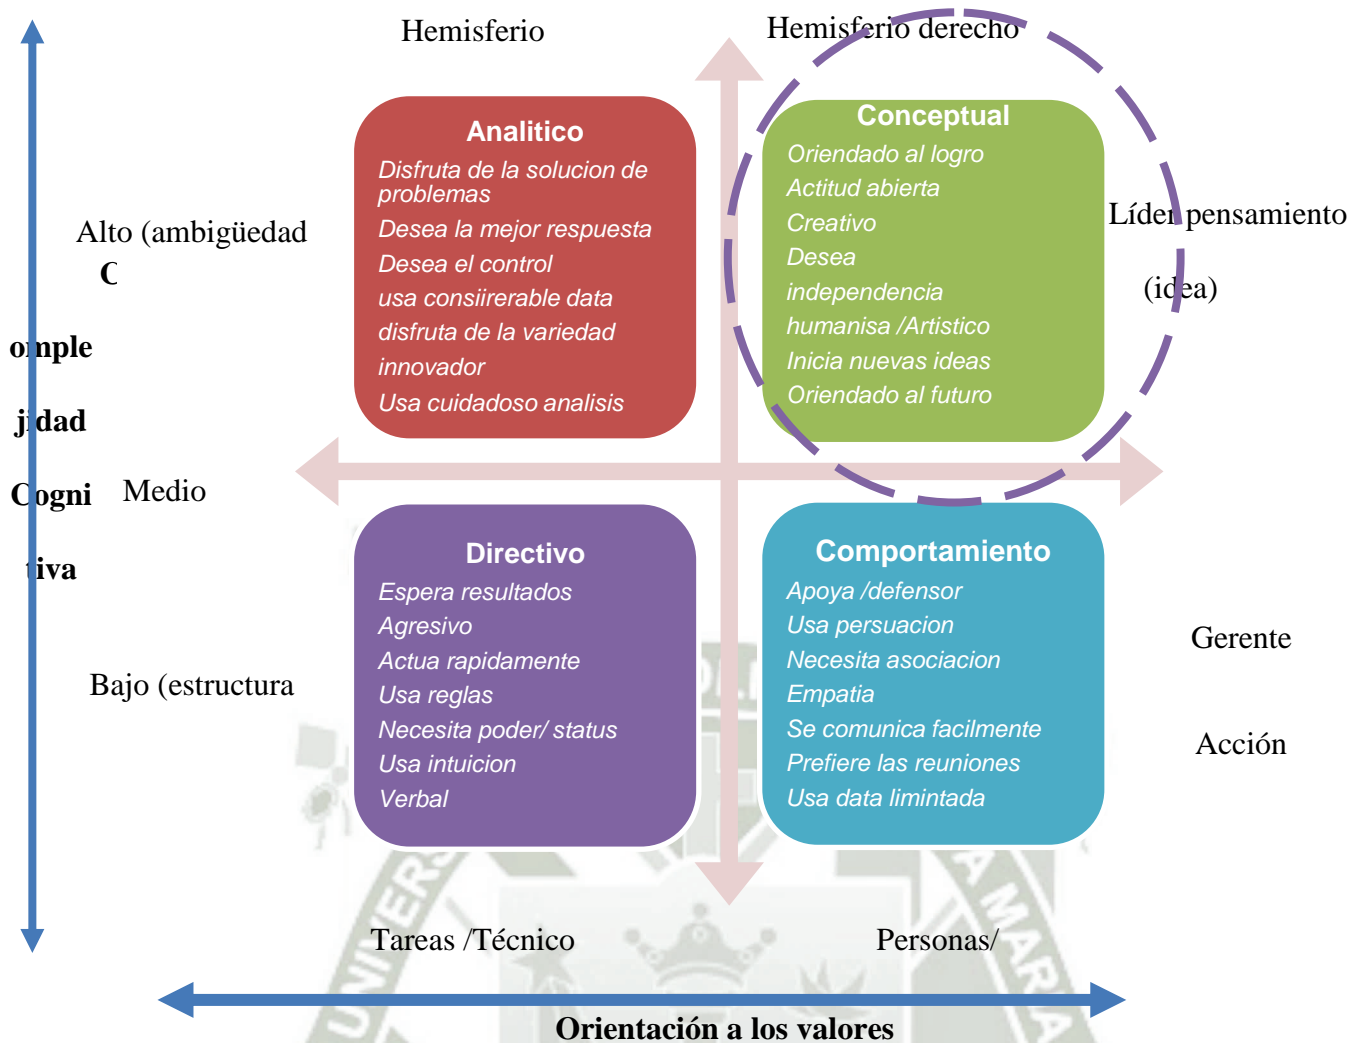 Hemisferio
Hemisferio derecho
Analitico
Disfruta de la solucion de
problemas
Desea la mejor respuesta
Desea el control
usa consiirerable data
disfruta de la variedad
innovador
Usa cuidadoso analisis
Conceptual
Oriendado al logro
Actitud abierta
Creativo
Desea
independencia
humanisa /Artistico
Inicia nuevas ideas
Oriendado al futuro
Alto (ambigüedad
Líder pensamiento
(idea)
C
omple
jidad
Cogni
tiva
Medio
Directivo
Espera resultados
Agresivo
Actua rapidamente
Usa reglas
Necesita poder/ status
Usa intuicion
Verbal
Comportamiento
Apoya /defensor
Usa persuacion
Necesita asociacion
Empatia
Se comunica facilmente
Prefiere las reuniones
Usa data limintada
Bajo (estructura
Gerente
Acción
Tareas /Técnico
Personas/
Orientación a los valores